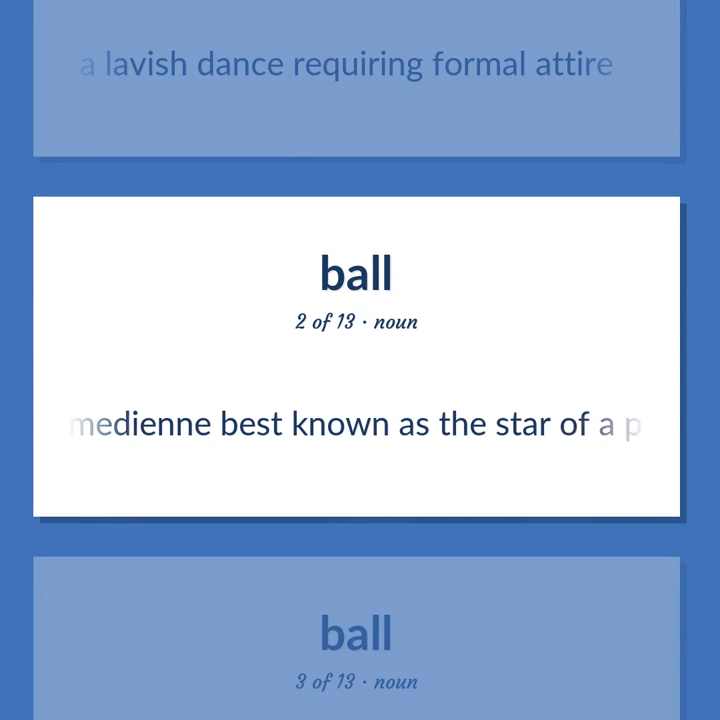 a lavish dance requiring formal attire
ball
2 of 13 · noun
medienne best known as the star of a p
ball
3 of 13 · noun